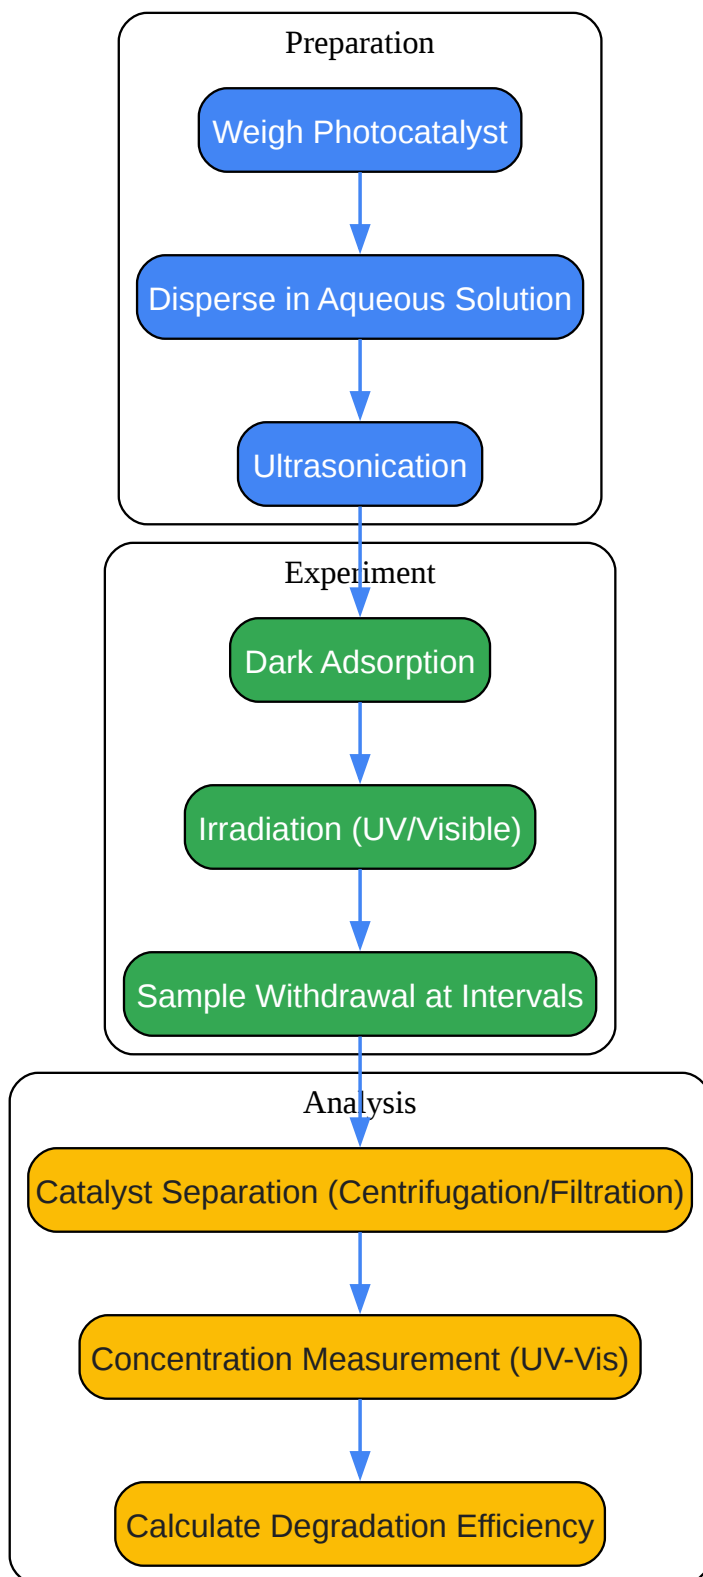 Preparation
Weigh Photocatalyst
Disperse in Aqueous Solution
Ultrasonication
Experiment
Dark Adsorption
Irradiation (UV/Visible)
Sample Withdrawal at Intervals
Analysis
Catalyst Separation (Centrifugation/Filtration)
Concentration Measurement (UV-Vis)
Calculate Degradation Efficiency